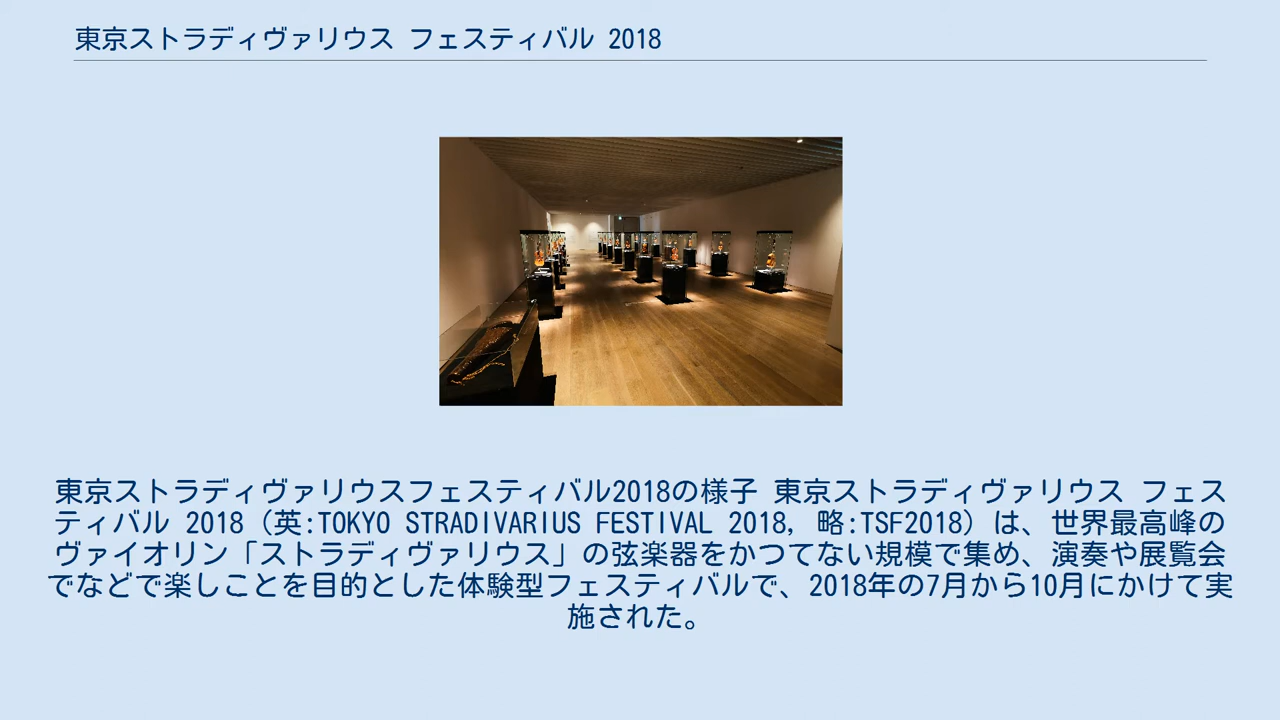 東京ストラディヴァリウス フェスティバル 2018
東京ストラディヴァリウスフェスティバル2018の様子 東京ストラディヴァリウス フェス
ティバル 2018（英:TOKYO STRADIVARIUS FESTIVAL 2018, 略:TSF2018）は、世界最高峰の
ヴァイオリン「ストラディヴァリウス」の弦楽器をかつてない規模で集め、演奏や展覧会
でなどで楽しことを目的とした体験型フェスティバルで、2018年の7月から10月にかけて実
施された。